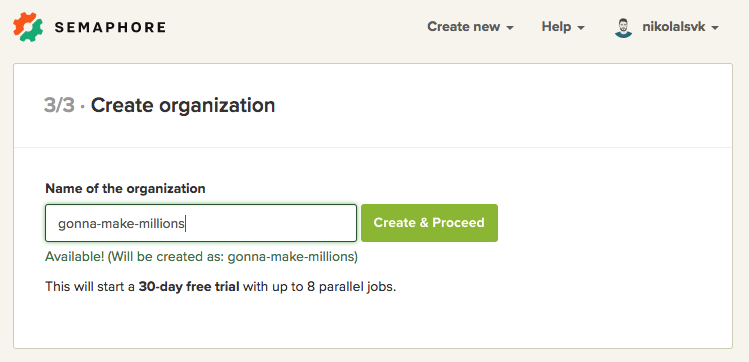 SEMAPHORE
Create new
Help
nikolalsvk
3/3 · Create organization
Name of the organization
gonna-make-millions
Create & Proceed
Available! (Will be created as: gonna-make-millions)
This will start a 30-day free trial with up to 8 parallel jobs.